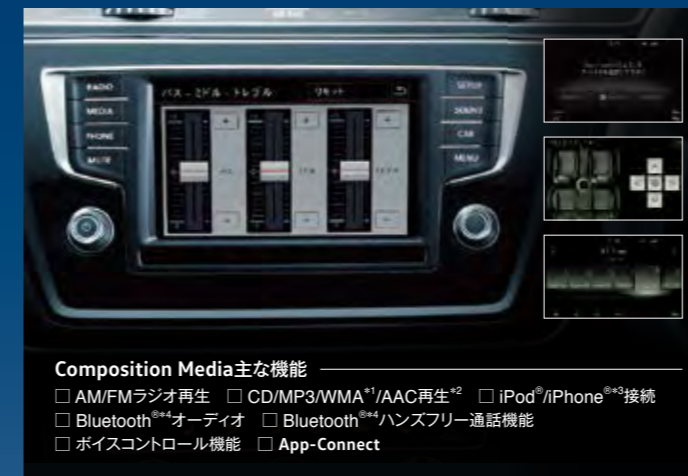 RADIO
MEDIA
PHONE
MUTE
バス - ミドル - トレブル
リセット
SETUP
SOUND
CAR
MENU
Composition Media主な機能
□ AM/FMラジオ再生 □ CD/MP3/WMA*1/AAC再生*2 □ iPod®/iPhone®*3接続
□ Bluetooth®*4オーディオ □ Bluetooth®*4ハンズフリー通話機能
□ ボイスコントロール機能 □ App-Connect